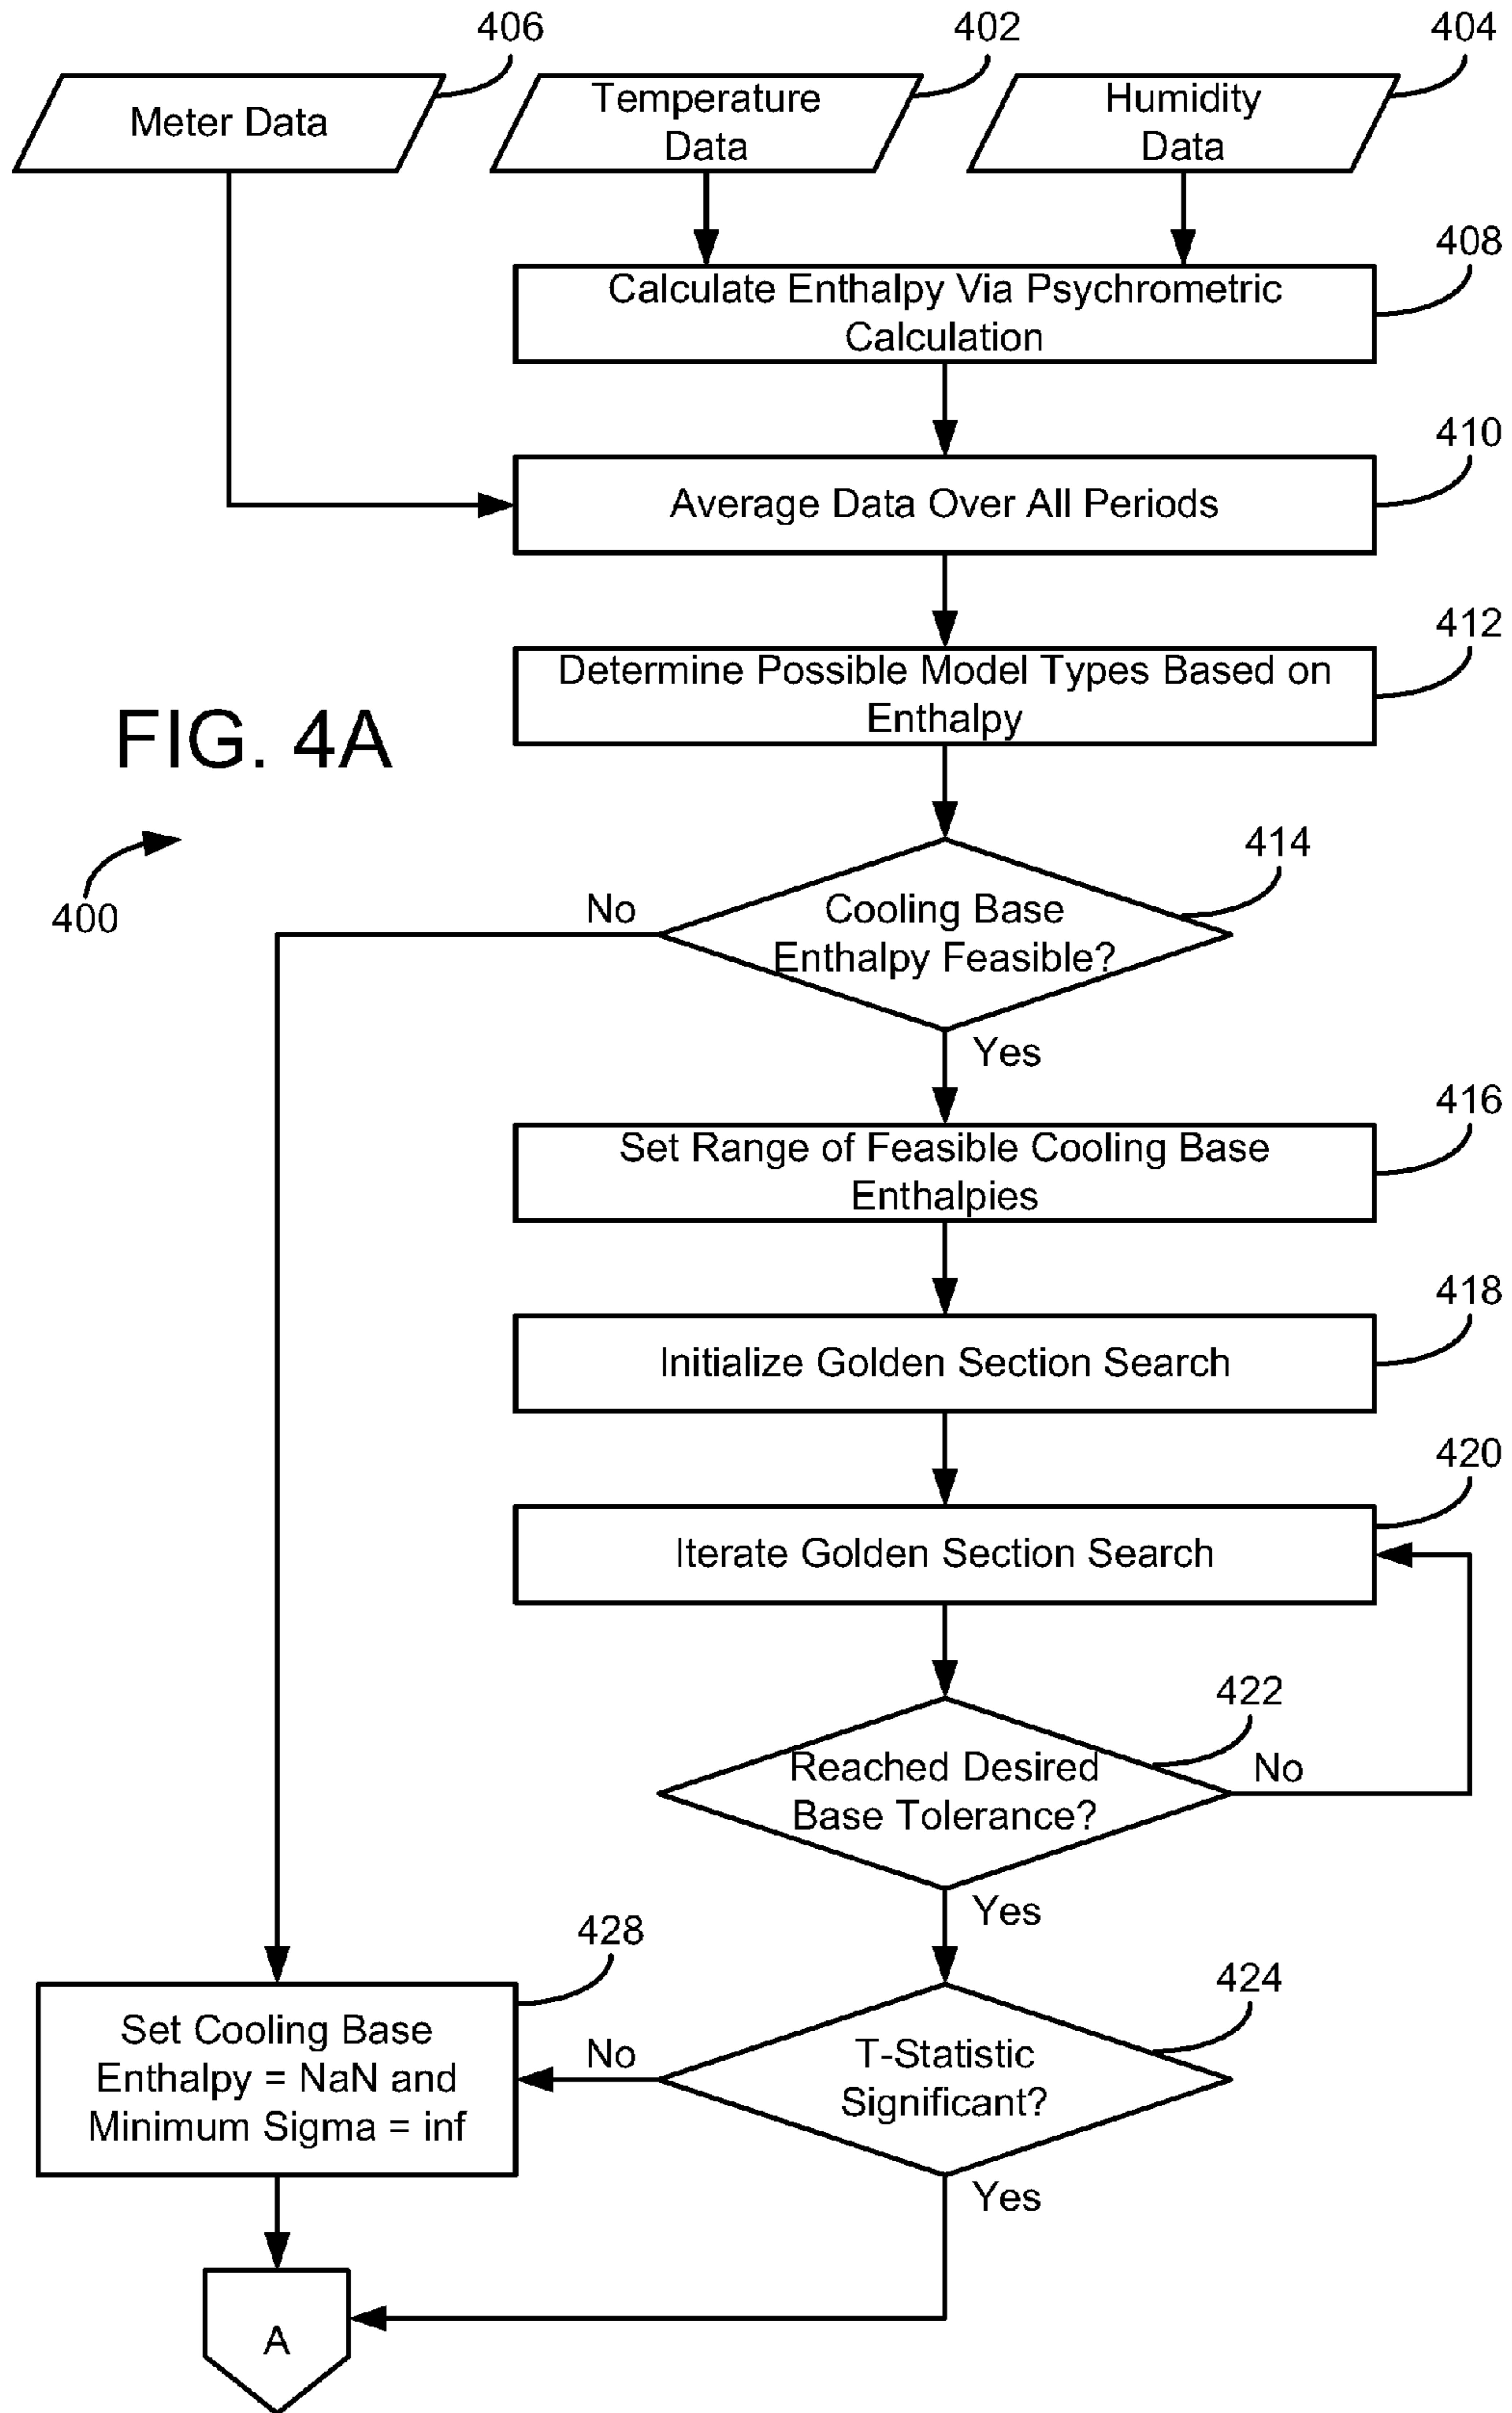 406
402
404
Meter Data
Temperature
Data
Humidity
Data
408
Calculate Enthalpy Via Psychrometric
Calculation
410
Average Data Over All Periods
412
Determine Possible Model Types Based on
Enthalpy
FIG. 4A
400
414
No
Cooling Base
Enthalpy Feasible?
Yes
416
Set Range of Feasible Cooling Base
Enthalpies
418
Initialize Golden Section Search
420
Iterate Golden Section Search
422
Reached Desired
Base Tolerance?
No
Yes
428
424
Set Cooling Base
Enthalpy = NaN and
Minimum Sigma = inf
No
T-Statistic
Significant?
Yes
A